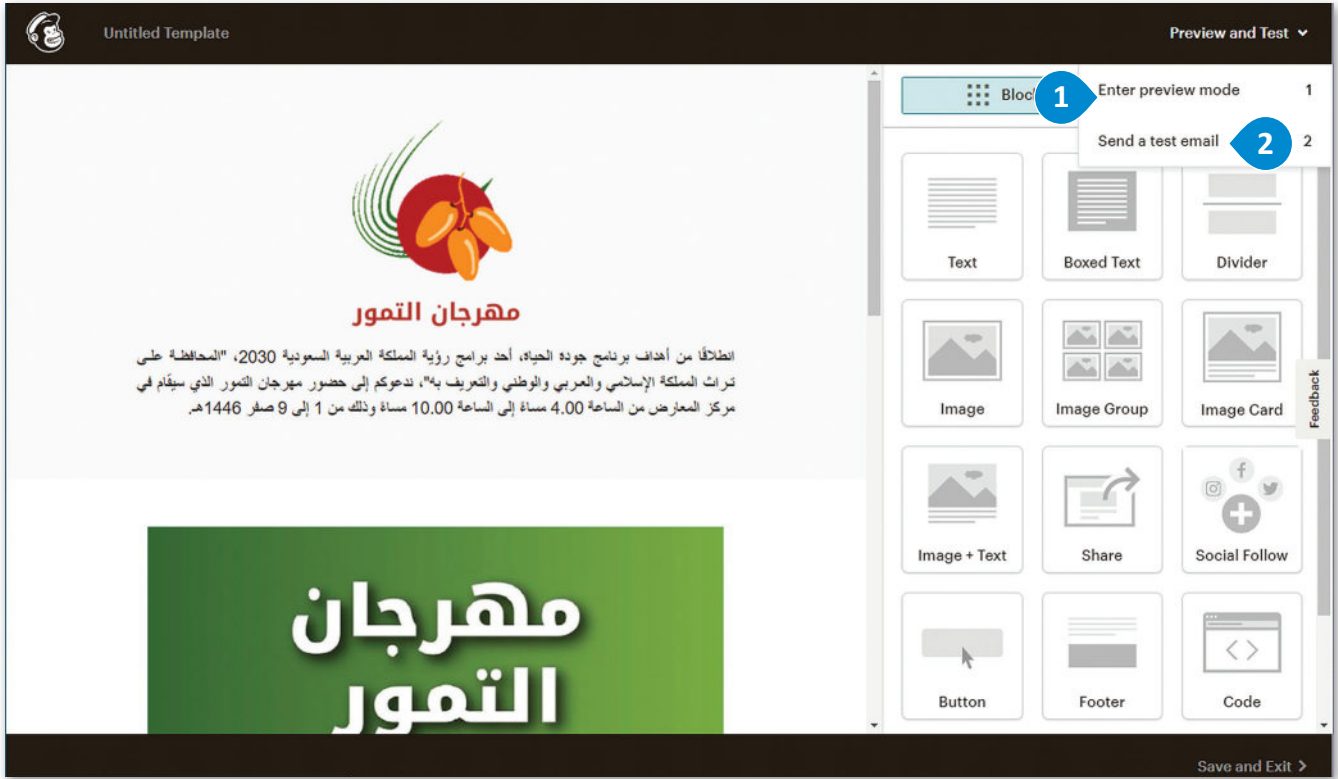 Untitled Template
Preview and Test
Bloc
1
Enter preview mode
1
Send a test email
2
2
مهرجان التمور
انطلاقًا من أهداف برنامج جودة الحياة، أحد برامج رؤية المملكة العربية السعودية 2030، "المحافظة على
تراث المملكة الإسلامي والعربي والوطني والتعريف به"، ندعوكم إلى حضور مهرجان التمور الذي سيقام في
مركز المعارض من الساعة 4.00 مساءً إلى الساعة 10.00 مساءً وذلك من 1 إلى 9 صفر 1446هـ.
مهرجان
التمور
Text
Boxed Text
Divider
Image
Image Group
Image Card
Feedback
Image + Text
Share
Social Follow
Button
Footer
Code
Save and Exit